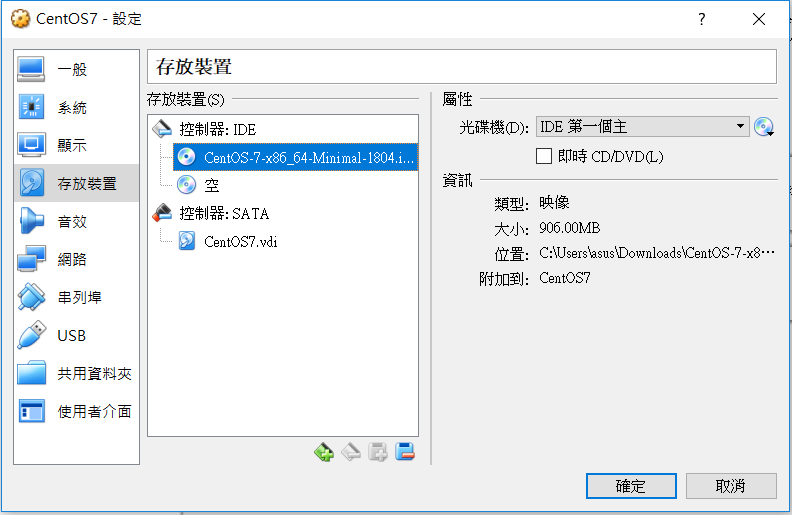 CentOS7 - 設定
?
一般
系統
顯示
存放裝置
音效
網路
串列埠
USB
共用資料夾
使用者介面
存放裝置
存放裝置(S)
控制器: IDE
CentOS-7-x86_64-Minimal-1804.i...
空
控制器: SATA
CentOS7.vdi
屬性
光碟機(D): IDE 第一個主
即時 CD/DVD(L)
資訊
類型: 映像
大小: 906.00MB
位置: C:\Users\asus\Downloads\CentOS-7-x8⋯
附加到: CentOS7
確定
取消